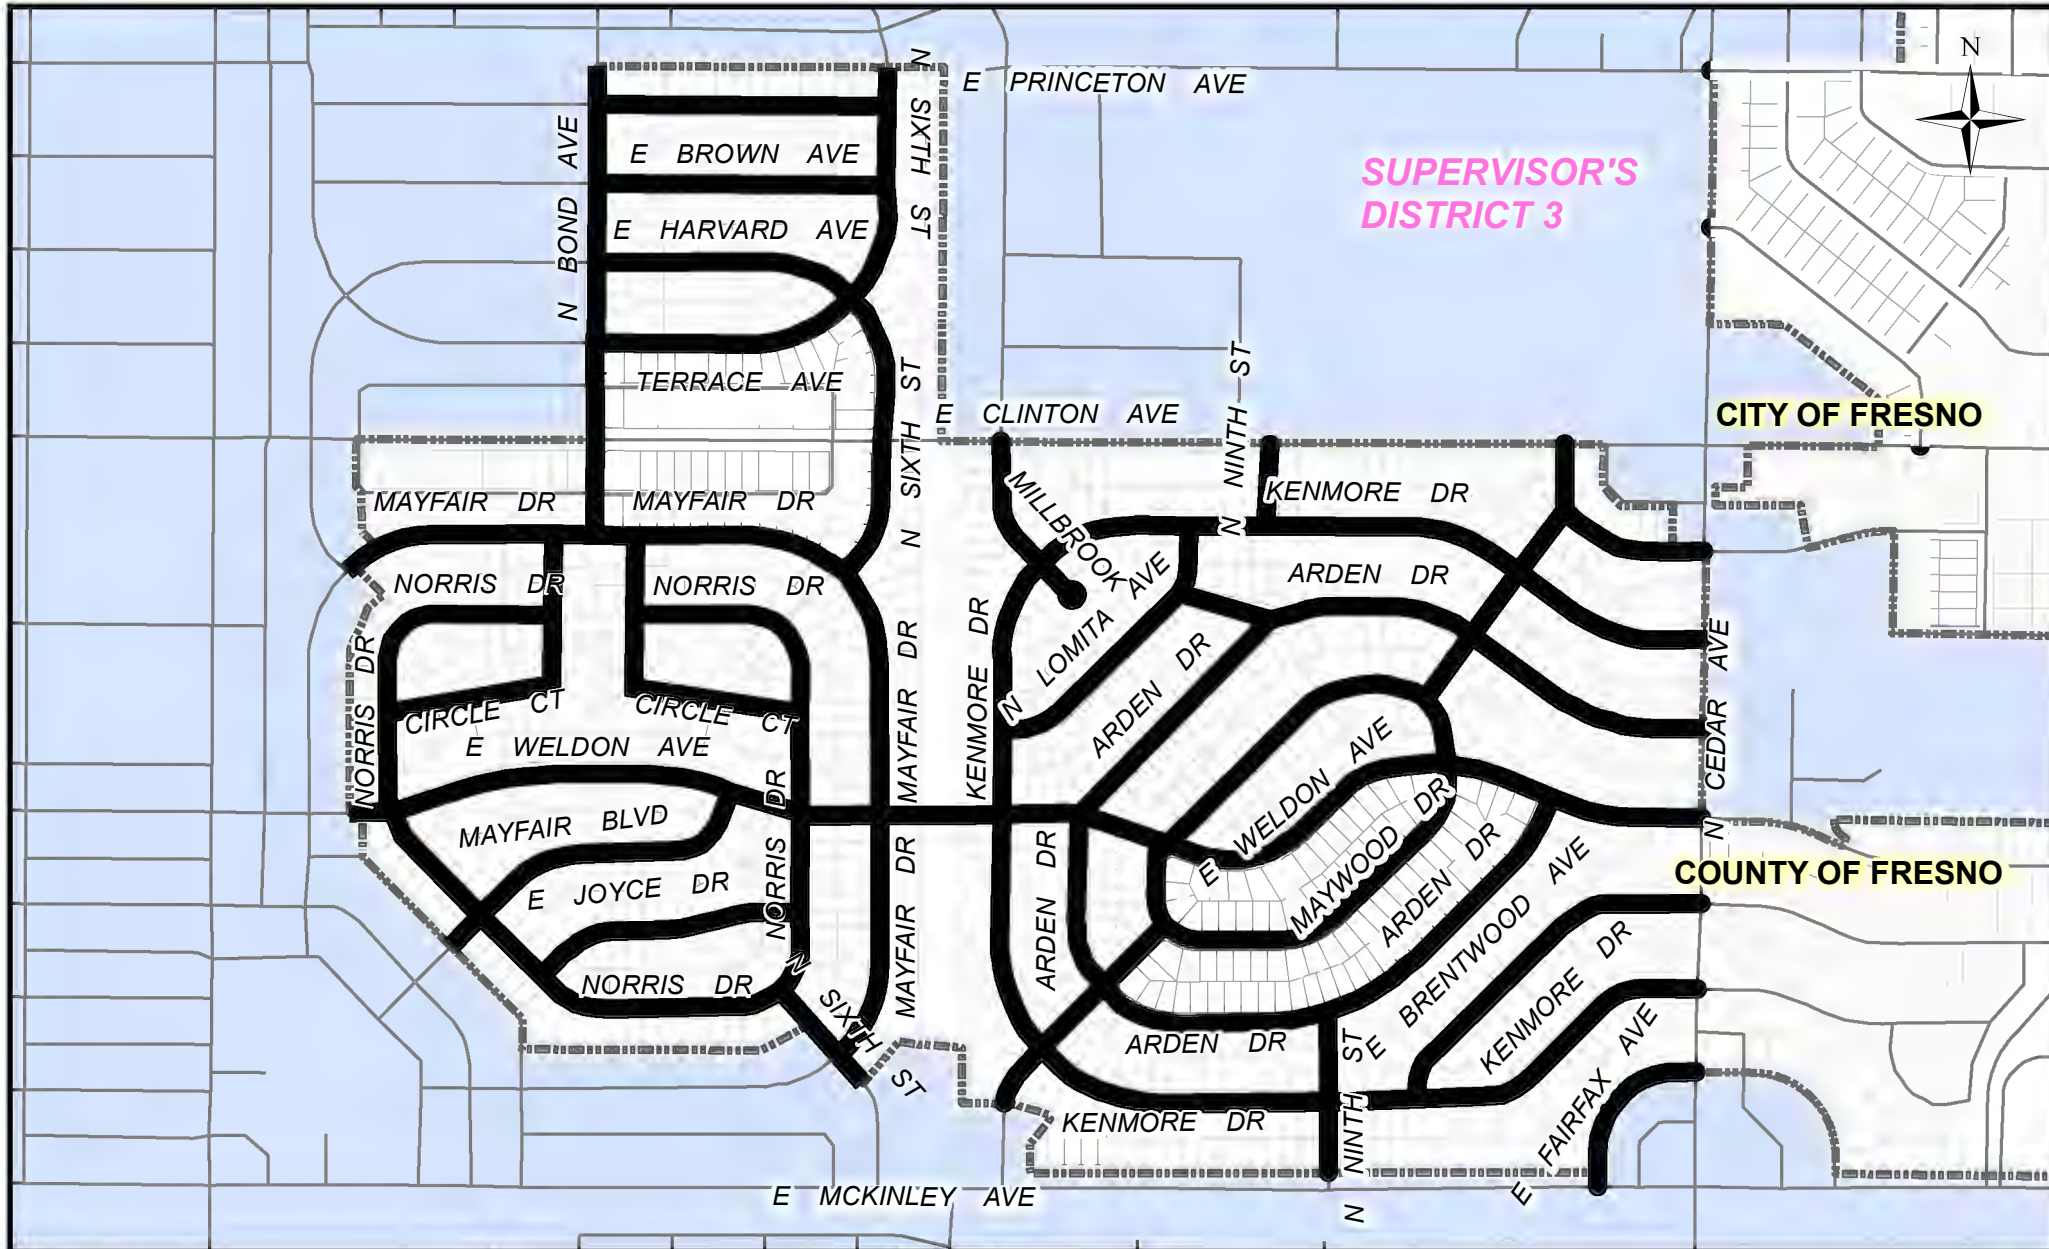 N
E PRINCETON AVE
N SIXTH ST
N BOND AVE
E BROWN AVE
SUPERVISOR'S
DISTRICT 3
E HARVARD AVE
E TERRACE AVE
N SIXTH ST
E CLINTON AVE
N NINTH ST
CITY OF FRESNO
MAYFAIR DR
MAYFAIR DR
MILLBROOK
KENMORE DR
NORRIS DR
NORRIS DR
N LOMITA AVE
ARDEN DR
NORRIS DR
MAYFAIR DR
KENMORE DR
ARDEN DR
N CEDAR AVE
CIRCLE CT
CIRCLE CT
E WELDON AVE
E WELDON AVE
NORRIS DR
MAYFAIR BLVD
MAYWOOD DR
ARDEN DR
COUNTY OF FRESNO
E JOYCE DR
NORRIS
MAYFAIR DR
ARDEN DR
E BRENTWOOD AVE
KENMORE DR
NORRIS DR
N SIXTH ST
ARDEN DR
E FAIRFAX AVE
KENMORE DR
N NINTH ST
E MCKINLEY AVE